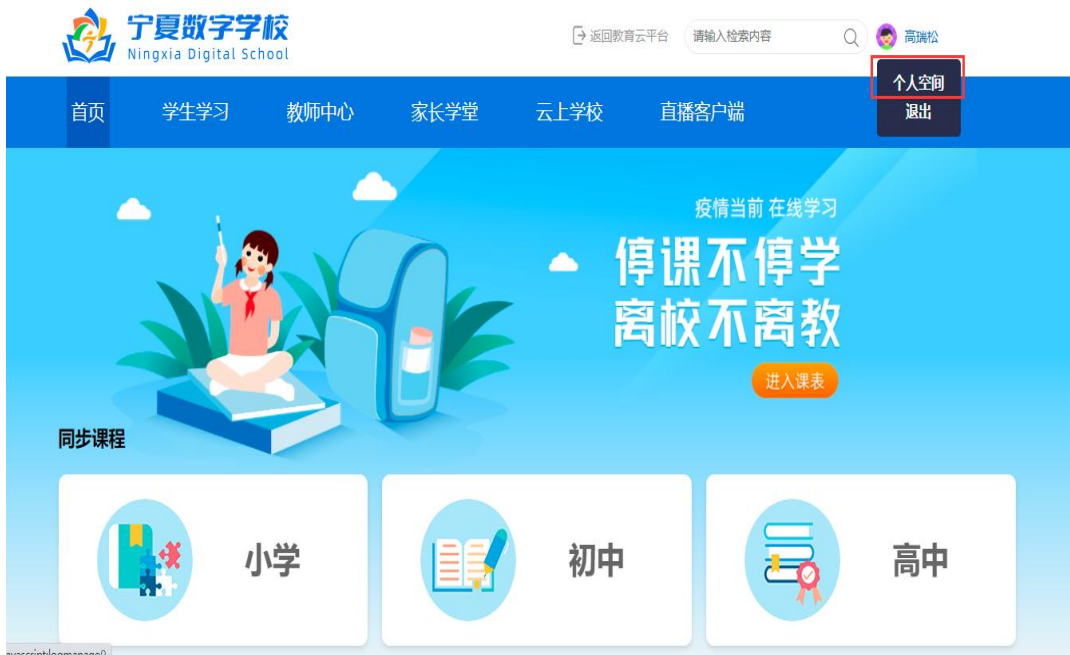 宁夏数字学校
Ningxia Digital School
返回教育云平台
请输入检索内容
高瑞松
个人空间
退出
首页
学生学习
教师中心
家长学堂
云上学校
直播客户端
疫情当前 在线学习
停课不停学
离校不离教
进入课表
同步课程
小学
初中
高中